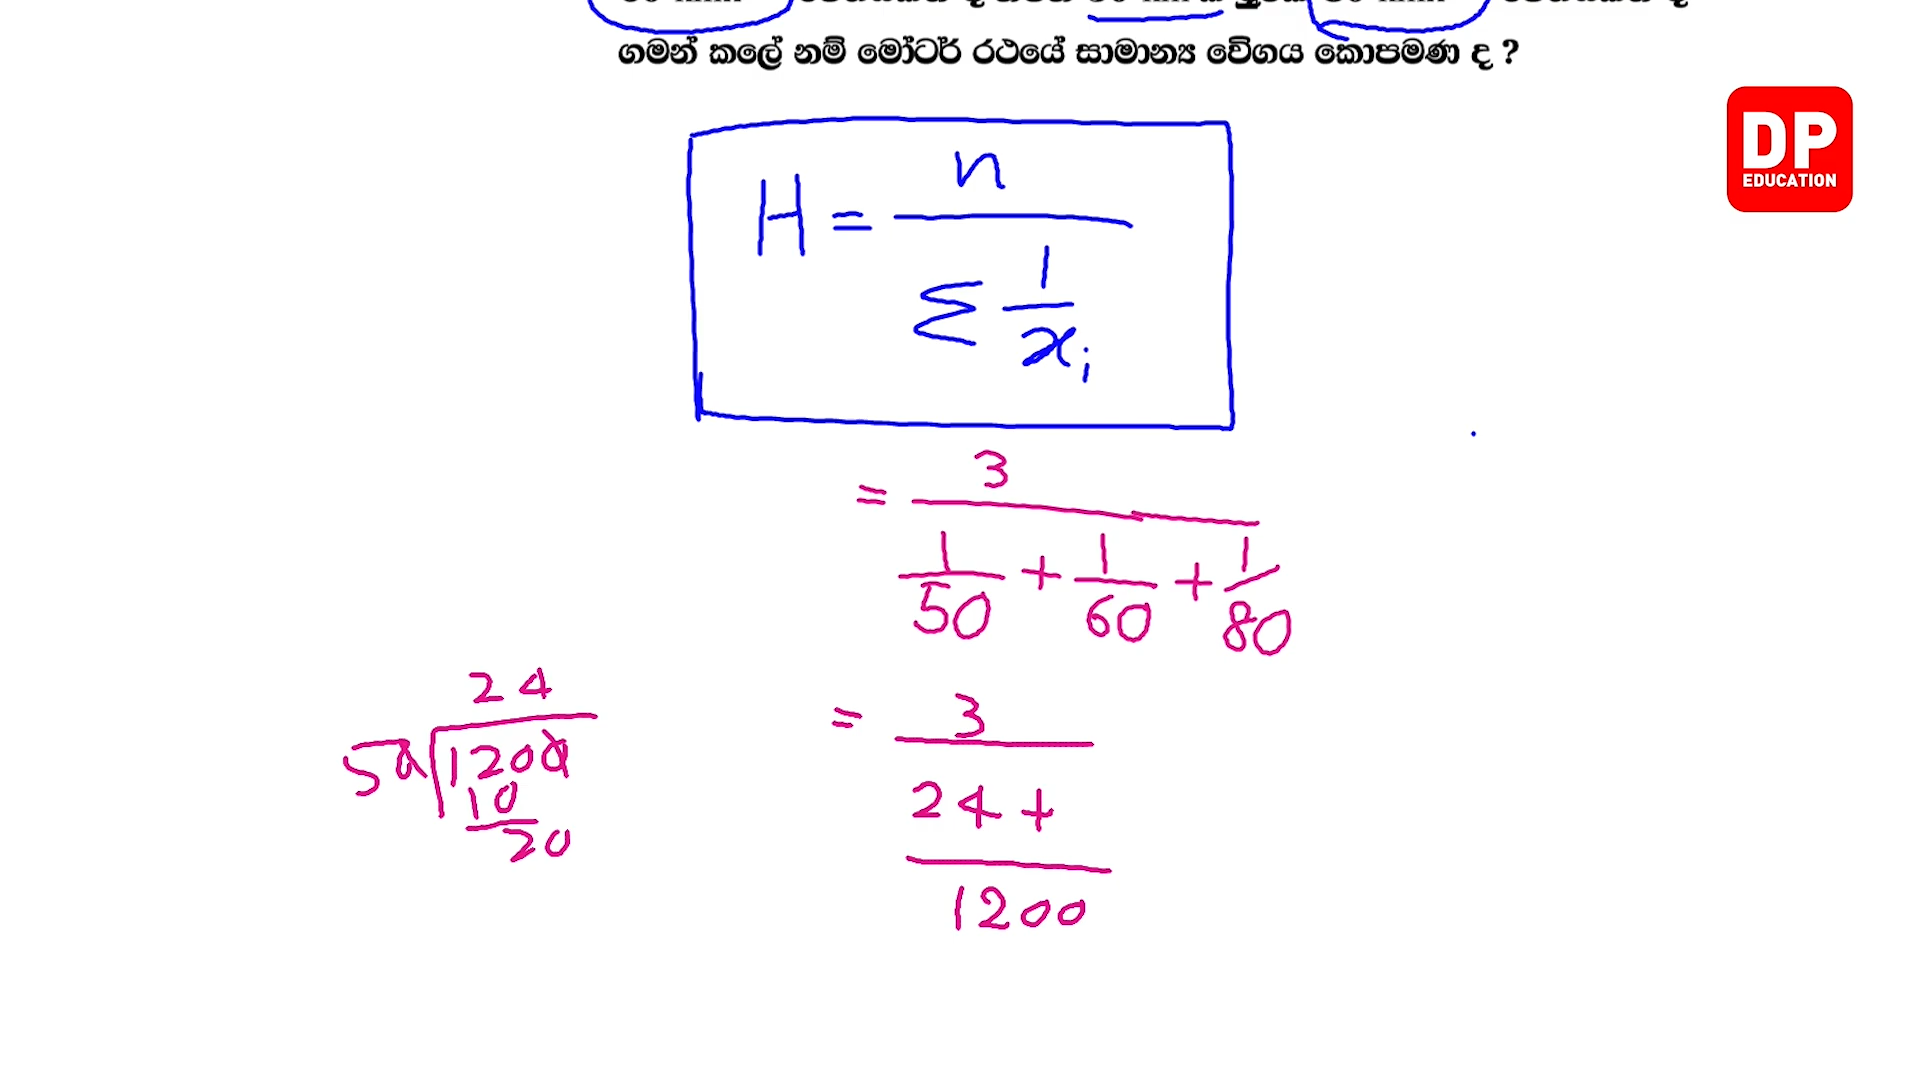 ගමන් කලේ නම් මෝටර් රථයේ සාමාන්‍ය වේගය කොපමණ ද ?
DP
EDUCATION
H = n
Σ 1
xi
= 3
1 + 1 + 1
50 60 80
24
50 1200
10
20
= 3
24 +
1200